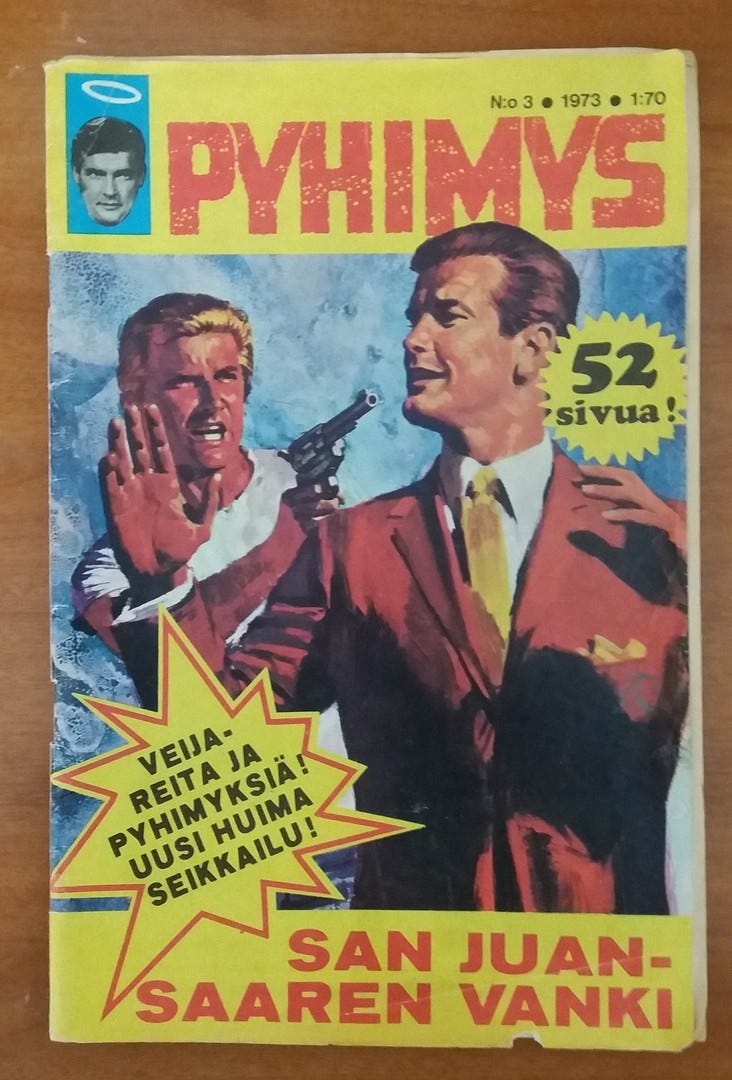 N:o 3 ● 1973 ● 1:70
PYHIMYS
52
sivua!
VEIJA-
REITA JA
PYHIMYKSIÄ!
UUSI HUIMA
SEIKKAILU!
SAN JUAN-
SAAREN VANKI